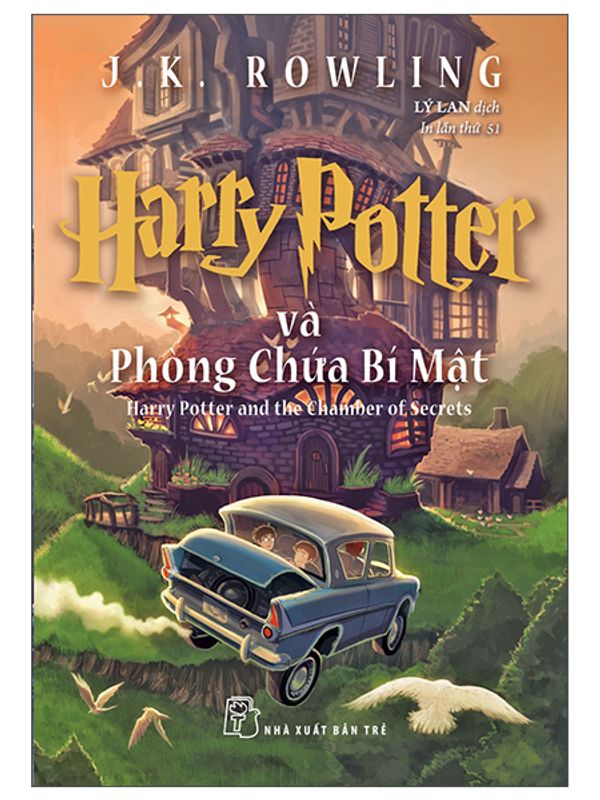 J.K. ROWLING
LÝ LAN dịch
In lần thứ 51
Harry Potter
và
Phòng Chứa Bí Mật
Harry Potter and the Chamber of Secrets
NHÀ XUẤT BẢN TRẺ